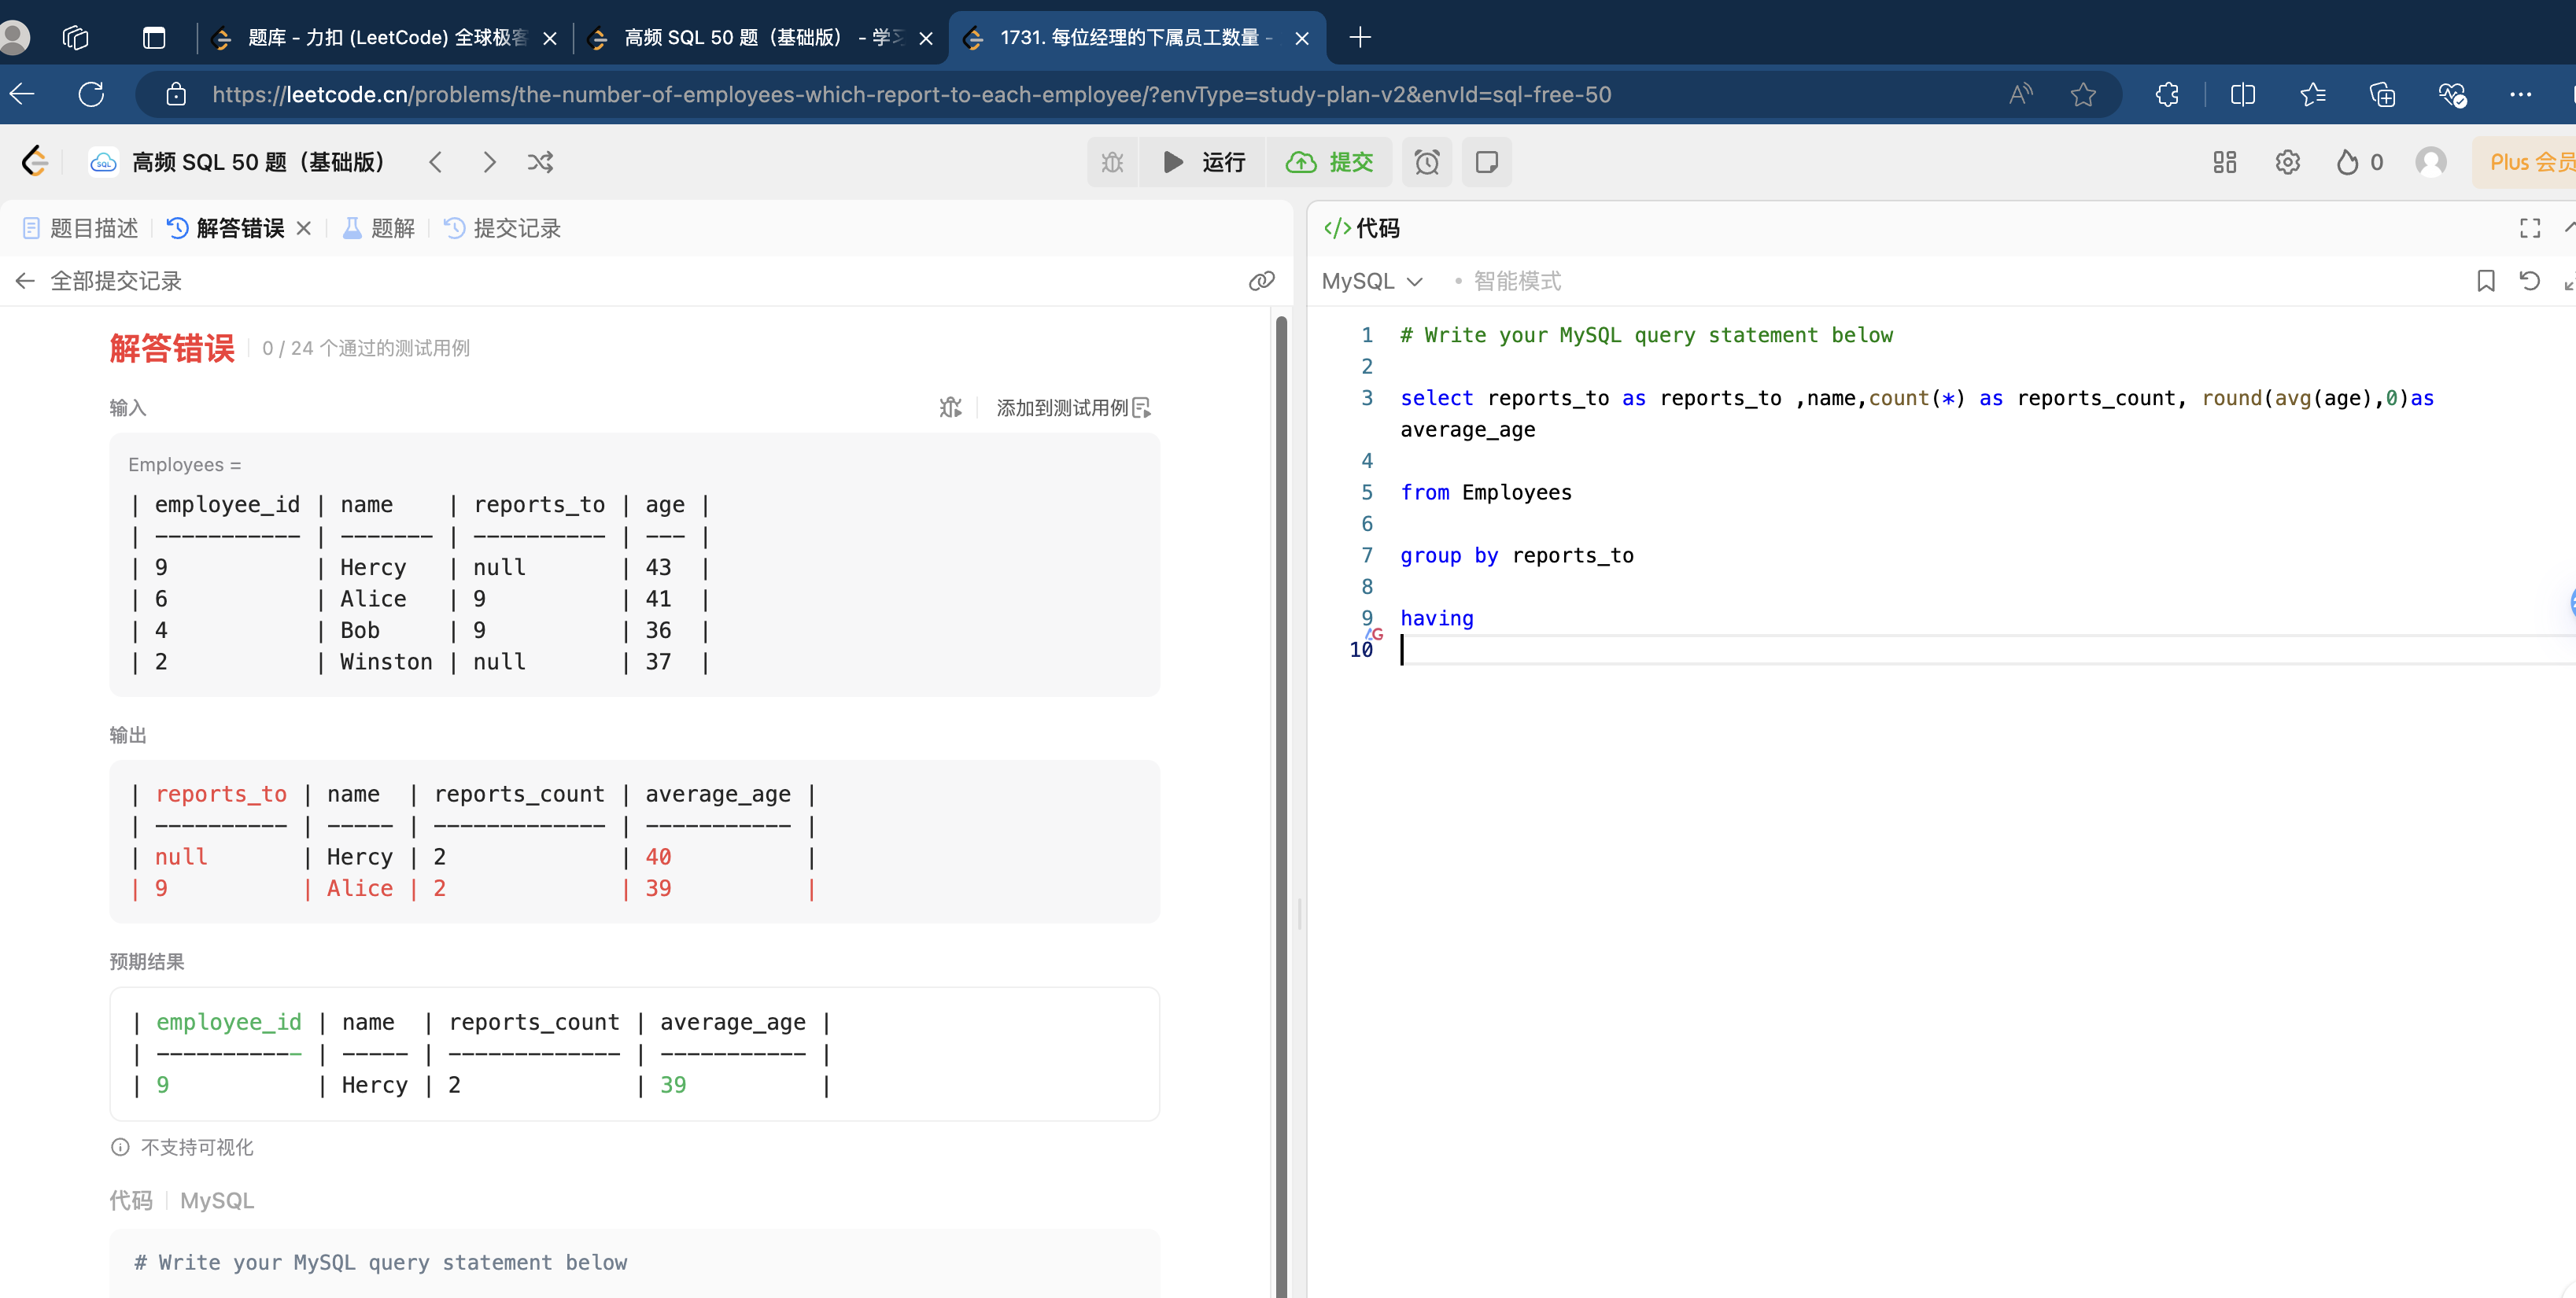 题库 - 力扣 (LeetCode) 全球极客
高频 SQL 50 题（基础版） - 学习
1731. 每位经理的下属员工数量 -
https://leetcode.cn/problems/the-number-of-employees-which-report-to-each-employee/?envType=study-plan-v2&envId=sql-free-50
高频 SQL 50 题（基础版）
运行
提交
0
Plus 会员
题目描述
解答错误
题解
提交记录
全部提交记录
解答错误
0 / 24 个通过的测试用例
输入
添加到测试用例
Employees =
| employee_id | name    | reports_to | age |
| ----------- | ------- | ---------- | --- |
| 9           | Hercy   | null       | 43  |
| 6           | Alice   | 9          | 41  |
| 4           | Bob     | 9          | 36  |
| 2           | Winston | null       | 37  |
输出
| reports_to | name  | reports_count | average_age |
| ---------- | ----- | ------------- | ----------- |
| null       | Hercy | 2             | 40          |
| 9          | Alice | 2             | 39          |
预期结果
| employee_id | name  | reports_count | average_age |
| ----------- | ----- | ------------- | ----------- |
| 9           | Hercy | 2             | 39          |
不支持可视化
代码 | MySQL
# Write your MySQL query statement below
</>代码
MySQL
• 智能模式
1 # Write your MySQL query statement below
2
3 select reports_to as reports_to ,name,count(*) as reports_count, round(avg(age),0)as
average_age
4
5 from Employees
6
7 group by reports_to
8
9 having
10